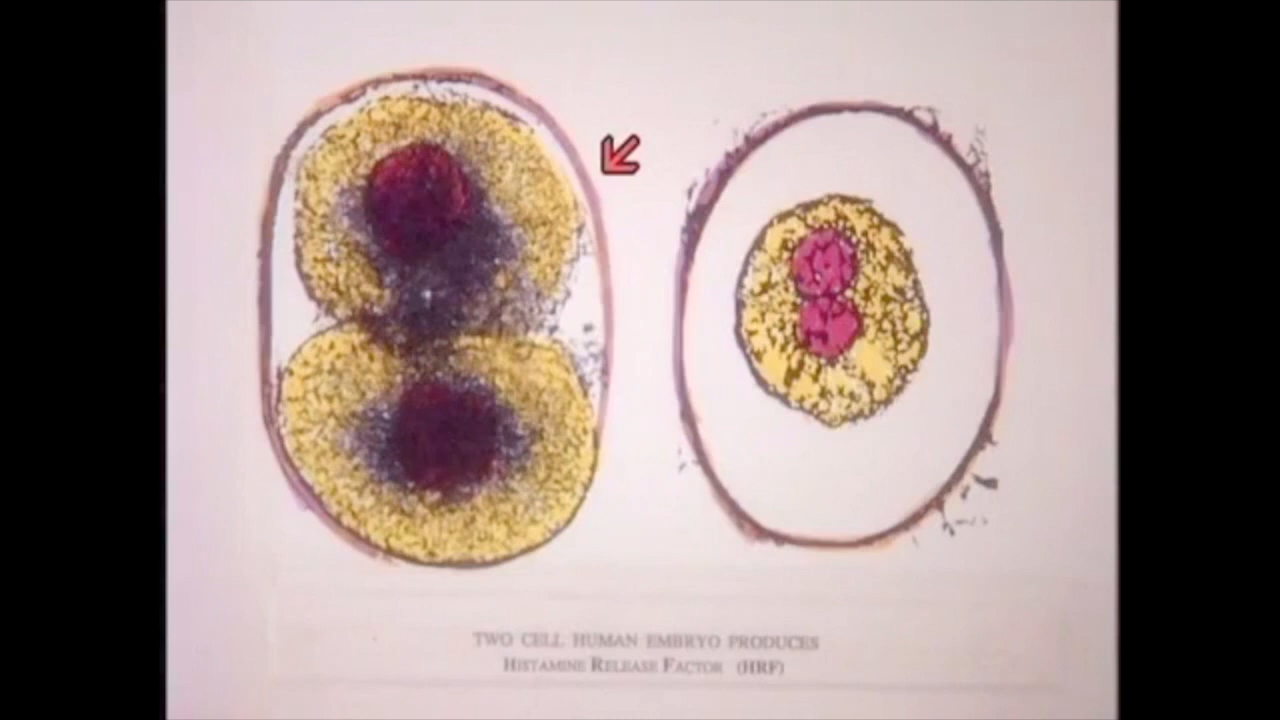 TWO CELL HUMAN EMBRYO PRODUCES
HISTAMINE RELEASE FACTOR (HRF)